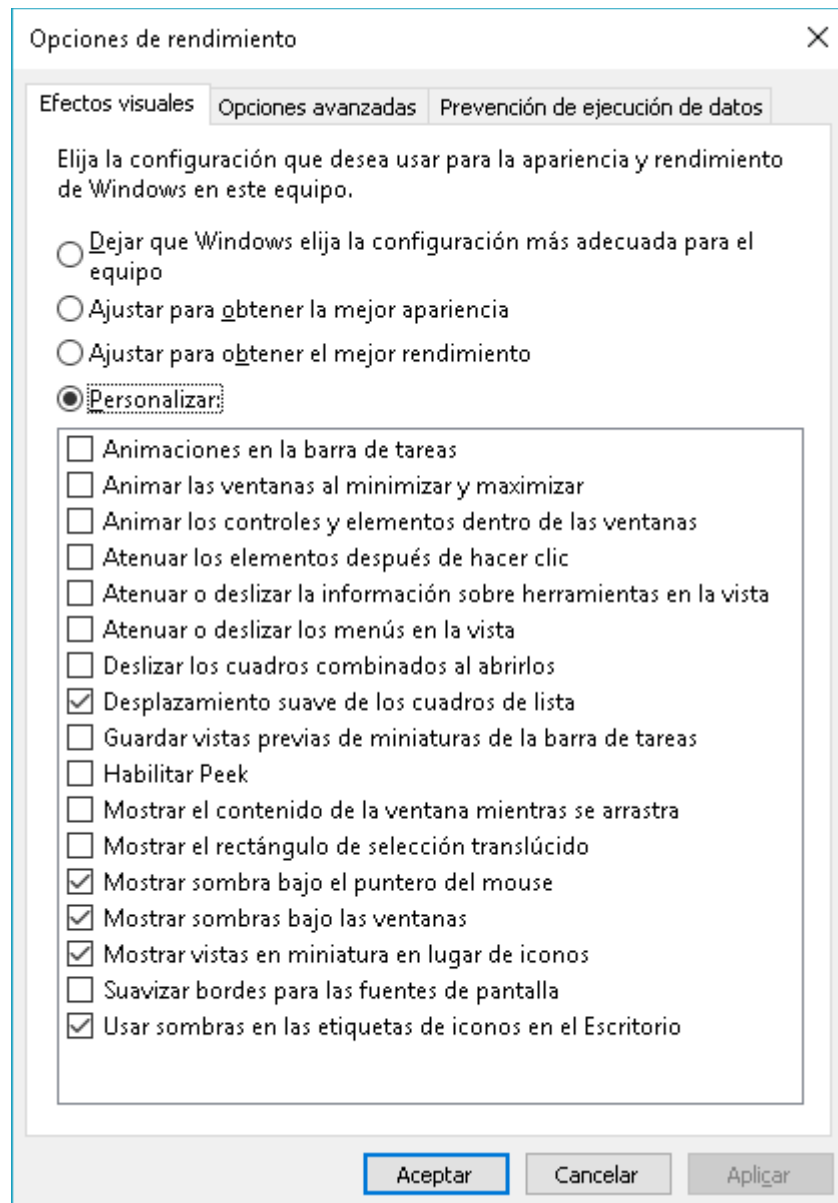 Opciones de rendimiento
Efectos visuales
Opciones avanzadas
Prevención de ejecución de datos
Elija la configuración que desea usar para la apariencia y rendimiento
de Windows en este equipo.
Dejar que Windows elija la configuración más adecuada para el
equipo
Ajustar para obtener la mejor apariencia
Ajustar para obtener el mejor rendimiento
Personalizar:
Animaciones en la barra de tareas
Animar las ventanas al minimizar y maximizar
Animar los controles y elementos dentro de las ventanas
Atenuar los elementos después de hacer clic
Atenuar o deslizar la información sobre herramientas en la vista
Atenuar o deslizar los menús en la vista
Deslizar los cuadros combinados al abrirlos
Desplazamiento suave de los cuadros de lista
Guardar vistas previas de miniaturas de la barra de tareas
Habilitar Peek
Mostrar el contenido de la ventana mientras se arrastra
Mostrar el rectángulo de selección translúcido
Mostrar sombra bajo el puntero del mouse
Mostrar sombras bajo las ventanas
Mostrar vistas en miniatura en lugar de iconos
Suavizar bordes para las fuentes de pantalla
Usar sombras en las etiquetas de iconos en el Escritorio
Aceptar
Cancelar
Aplicar